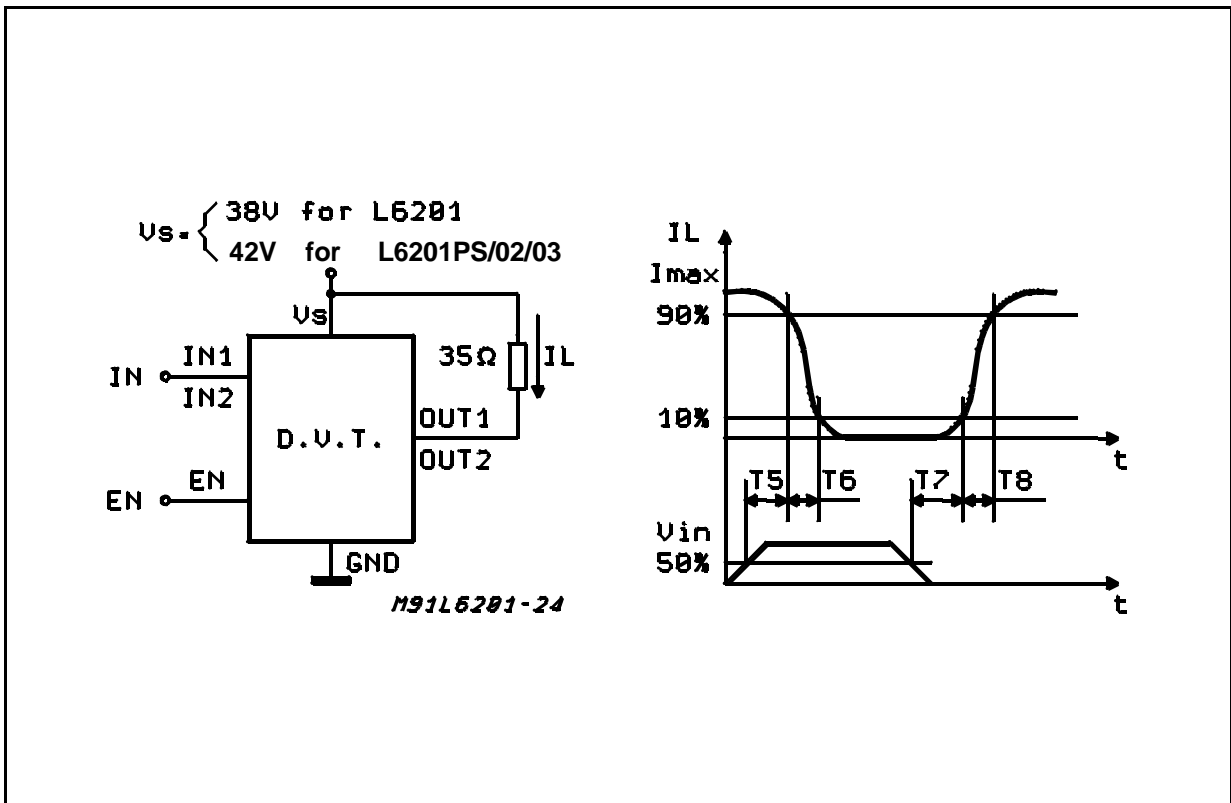 Vs=
38V for L6201
42V for L6201PS/02/03
Vs
IN
IN1
IN2
EN
EN
D.U.T.
35Ω
IL
OUT1
OUT2
GND
M91L6201-24
IL
Imax
90%
10%
t
T5
T6
T7
T8
Vin
50%
t